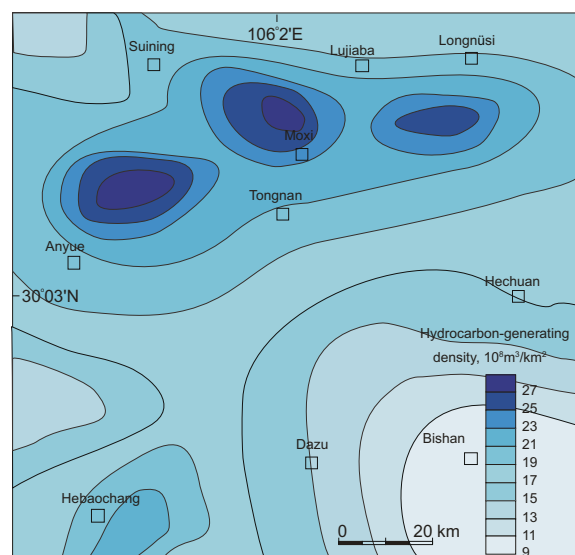 106°2'E
Suining
Lujiaba
Longnüsi
Moxi
Tongnan
Anyue
Hechuan
30°03'N
Hydrocarbon-generating
density, 10⁸m³/km²
27
25
23
21
19
17
15
13
11
9
Dazu
Bishan
Hebaochang
0 20 km